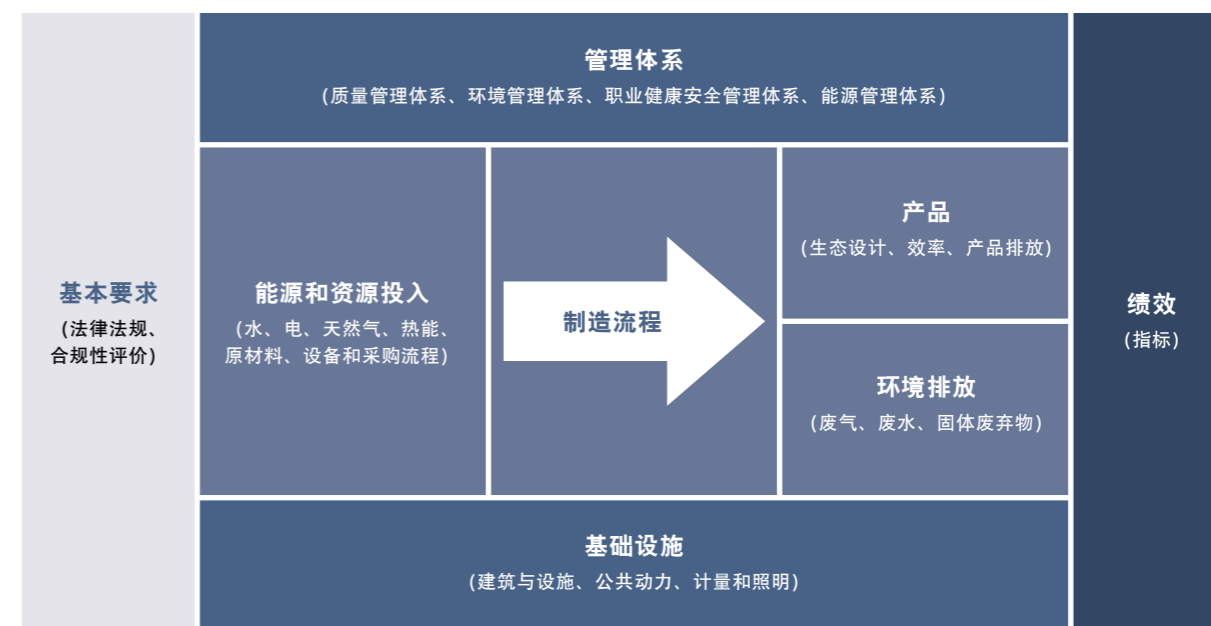 管理体系
(质量管理体系、环境管理体系、职业健康安全管理体系、能源管理体系)
基本要求
(法律法规、
合规性评价)
能源和资源投入
(水、电、天然气、热能、
原材料、设备和采购流程)
制造流程
产品
(生态设计、效率、产品排放)
环境排放
(废气、废水、固体废弃物)
绩效
(指标)
基础设施
(建筑与设施、公共动力、计量和照明)